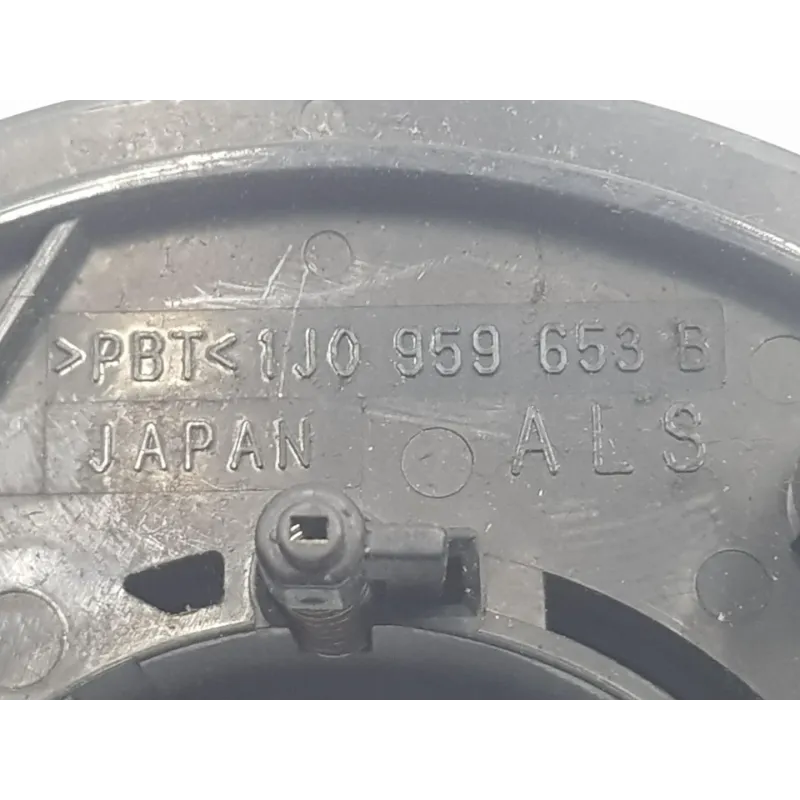 >PBT< 1J0 959 653 B
JAPAN ALS